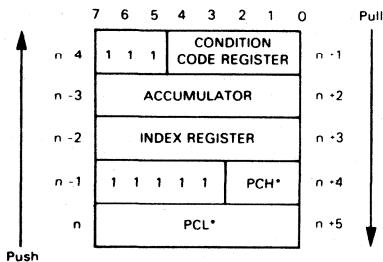 7 6 5 4 3 2 1 0 Pull
n 4 1 1 1 CONDITION CODE REGISTER n -1
n -3 ACCUMULATOR n +2
n -2 INDEX REGISTER n +3
n -1 1 1 1 1 1 PCH* n +4
n PCL* n +5
Push